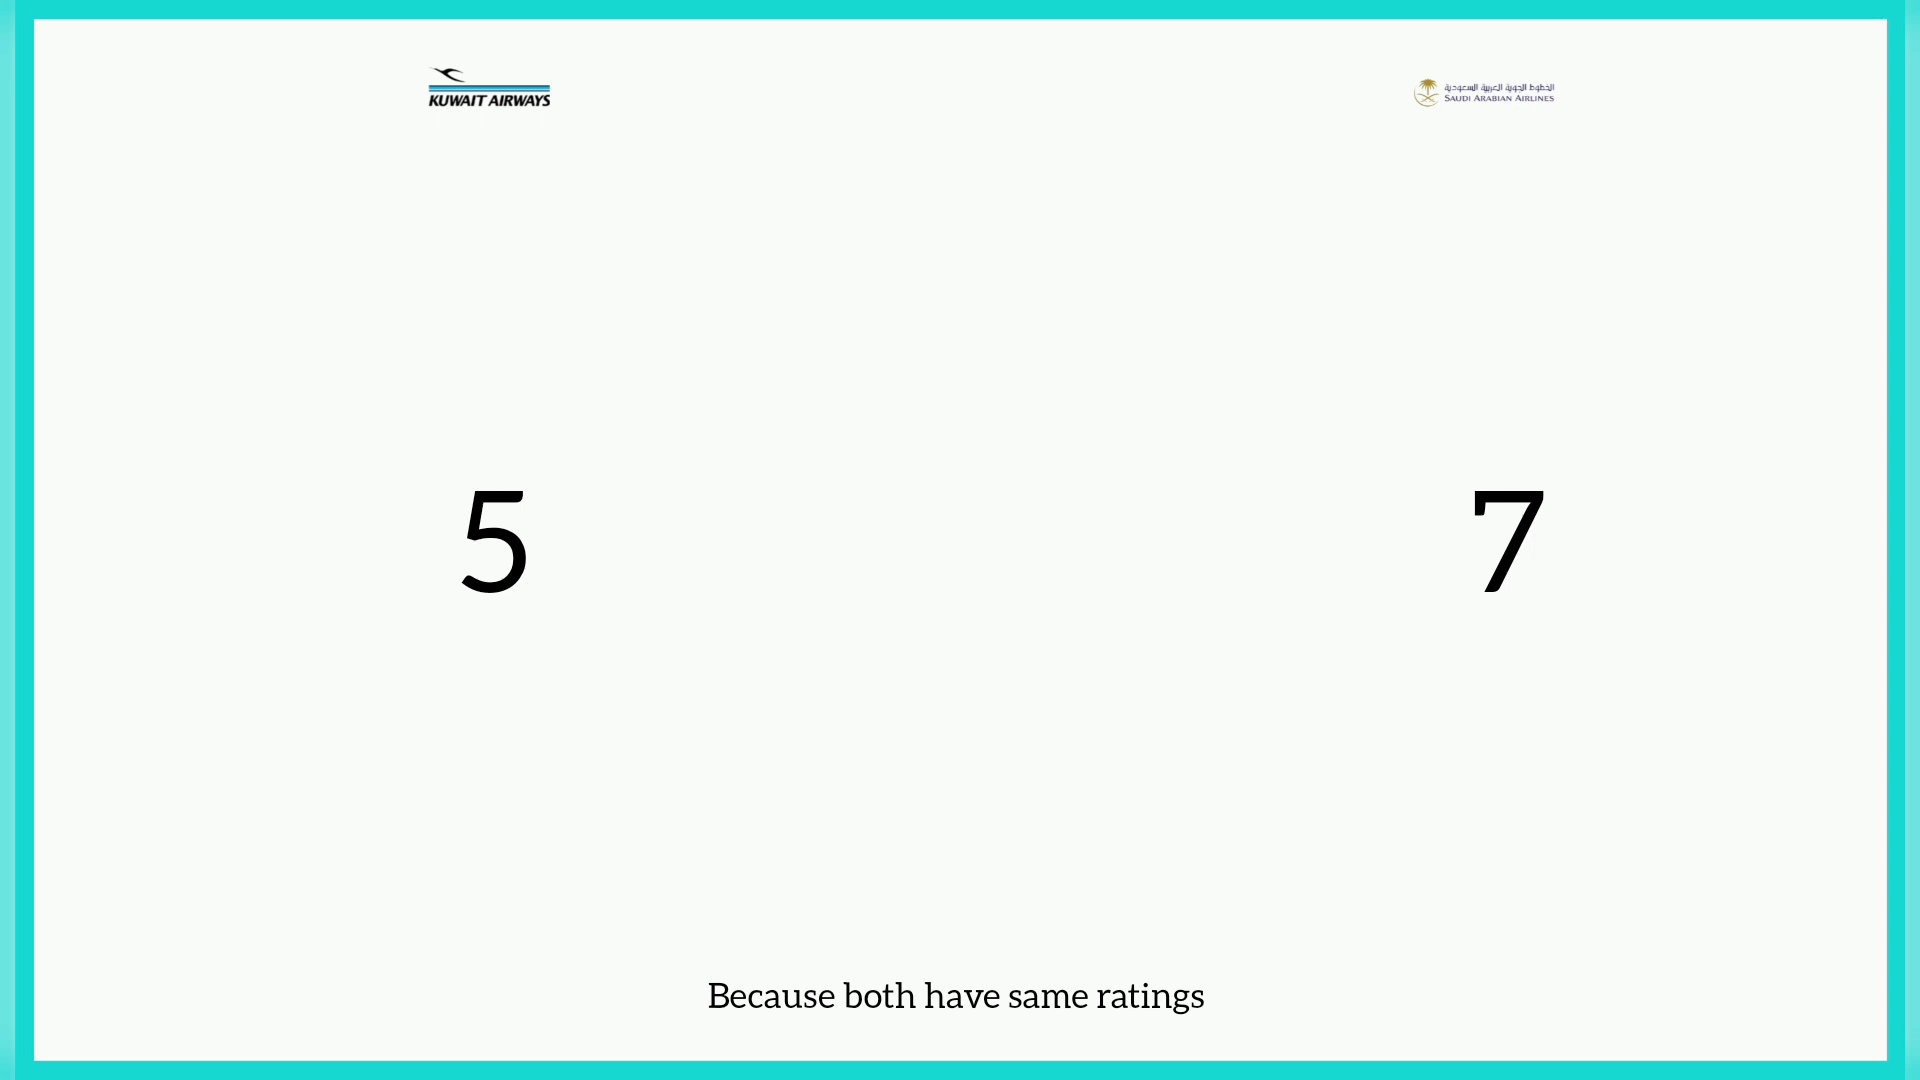 KUWAIT AIRWAYS
الخطوط الجوية العربية السعودية
SAUDI ARABIAN AIRLINES
5
7
Because both have same ratings